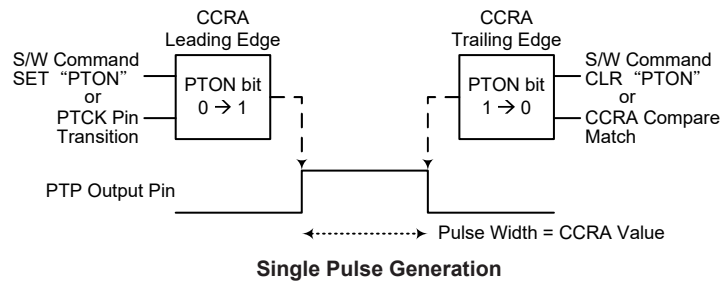 CCRA
Leading Edge
S/W Command
SET “PTON”
or
PTCK Pin
Transition
PTON bit
0 → 1
CCRA
Trailing Edge
PTON bit
1 → 0
S/W Command
CLR “PTON”
or
CCRA Compare
Match
PTP Output Pin
Pulse Width = CCRA Value
Single Pulse Generation